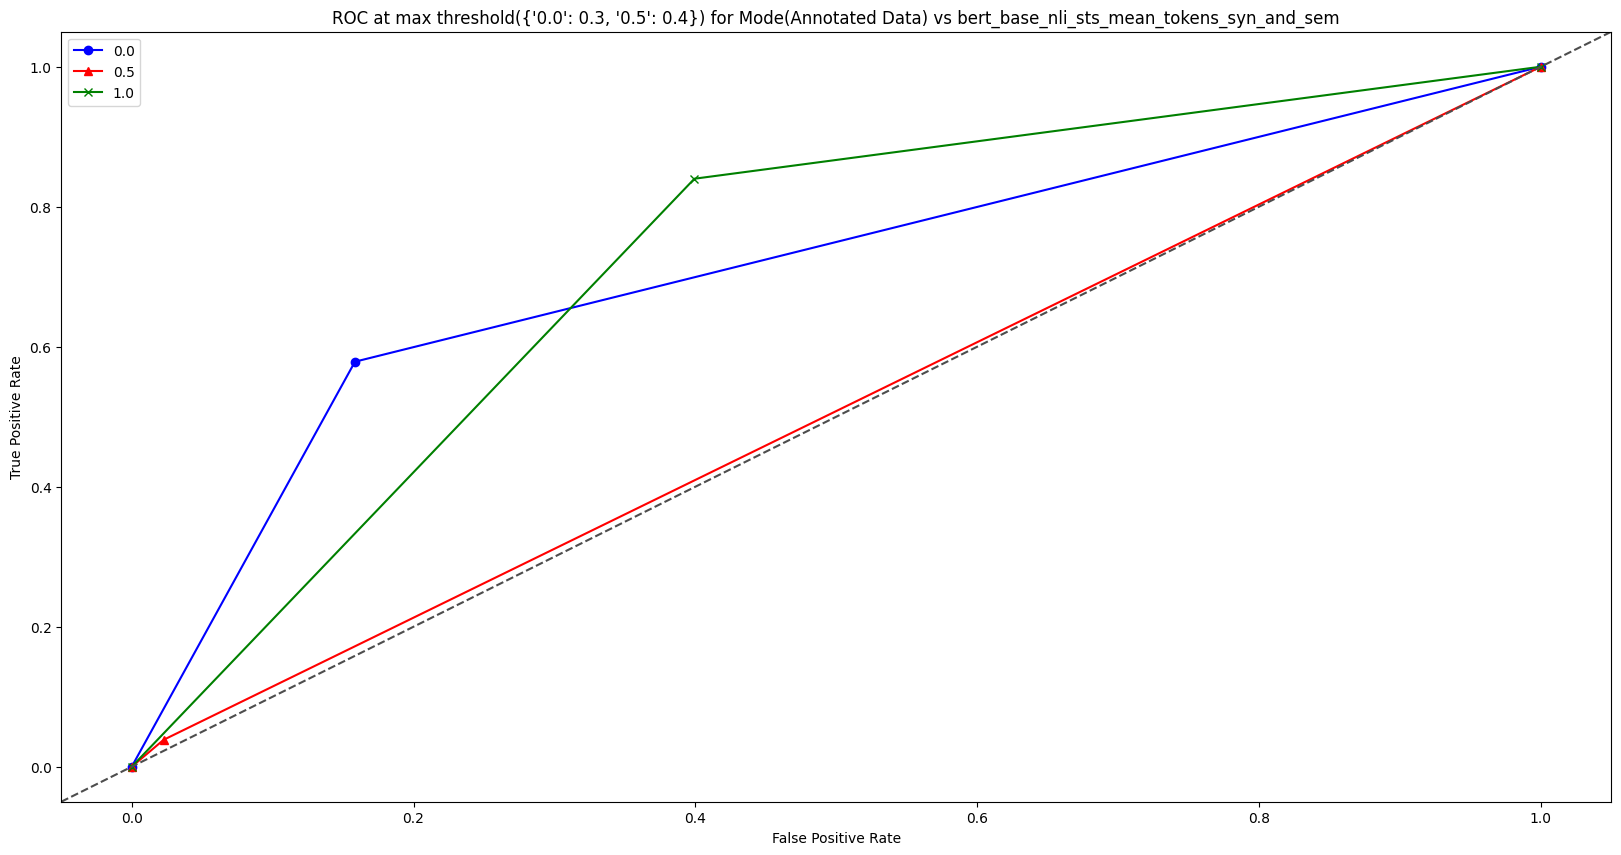 ROC at max threshold({'0.0': 0.3, '0.5': 0.4}) for Mode(Annotated Data) vs bert_base_nli_sts_mean_tokens_syn_and_sem
0.0
0.5
1.0
1.0
0.8
0.6
0.4
0.2
0.0
True Positive Rate
0.0 0.2 0.4 0.6 0.8 1.0
False Positive Rate